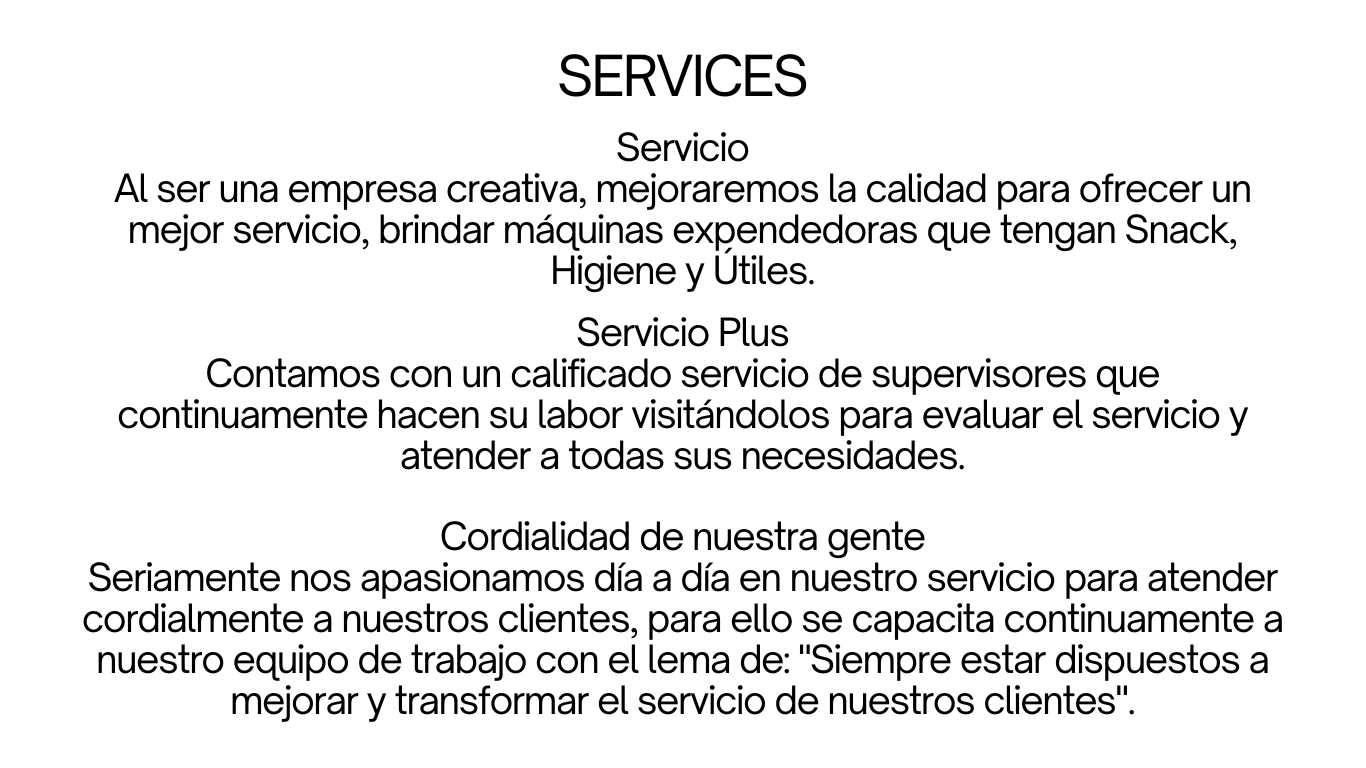 SERVICES
Servicio
Al ser una empresa creativa, mejoraremos la calidad para ofrecer un
mejor servicio, brindar máquinas expendedoras que tengan Snack,
Higiene y Útiles.
Servicio Plus
Contamos con un calificado servicio de supervisores que
continuamente hacen su labor visitándolos para evaluar el servicio y
atender a todas sus necesidades.
Cordialidad de nuestra gente
Seriamente nos apasionamos día a día en nuestro servicio para atender
cordialmente a nuestros clientes, para ello se capacita continuamente a
nuestro equipo de trabajo con el lema de: "Siempre estar dispuestos a
mejorar y transformar el servicio de nuestros clientes".